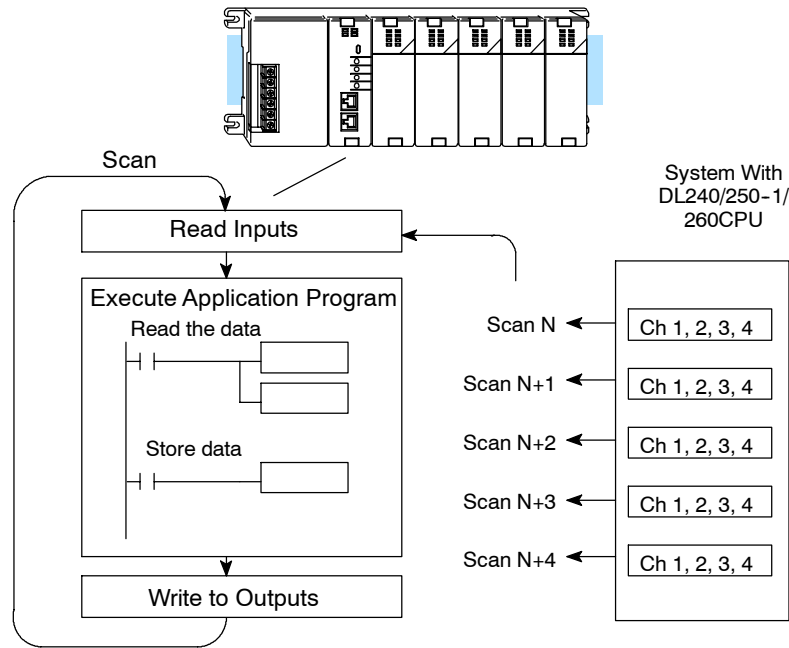 Scan
System With
DL240/250-1/
260CPU
Read Inputs
Execute Application Program
Read the data
Store data
Write to Outputs
Scan N
Ch 1, 2, 3, 4
Scan N+1
Ch 1, 2, 3, 4
Scan N+2
Ch 1, 2, 3, 4
Scan N+3
Ch 1, 2, 3, 4
Scan N+4
Ch 1, 2, 3, 4